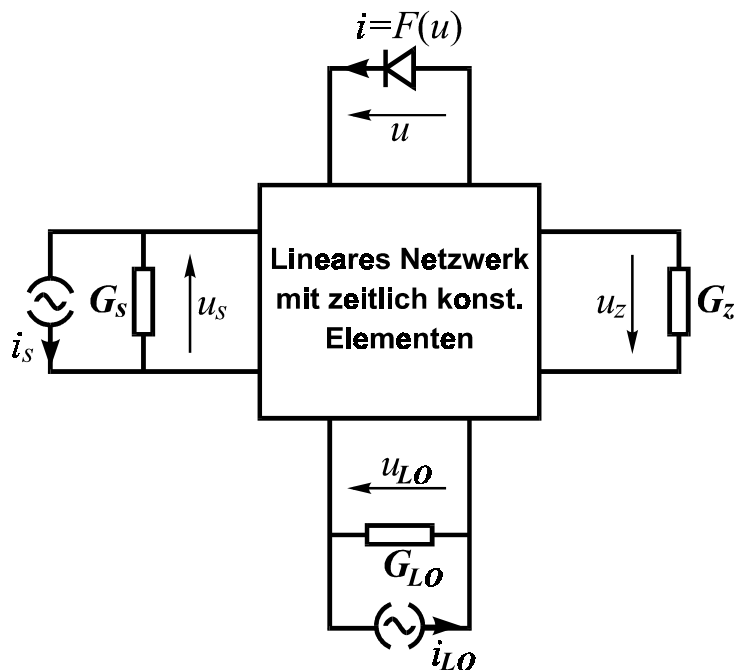 i=F(u)
u
Lineares Netzwerk
mit zeitlich konst.
Elementen
G_s
u_s
i_s
u_z
G_z
u_LO
G_LO
i_LO